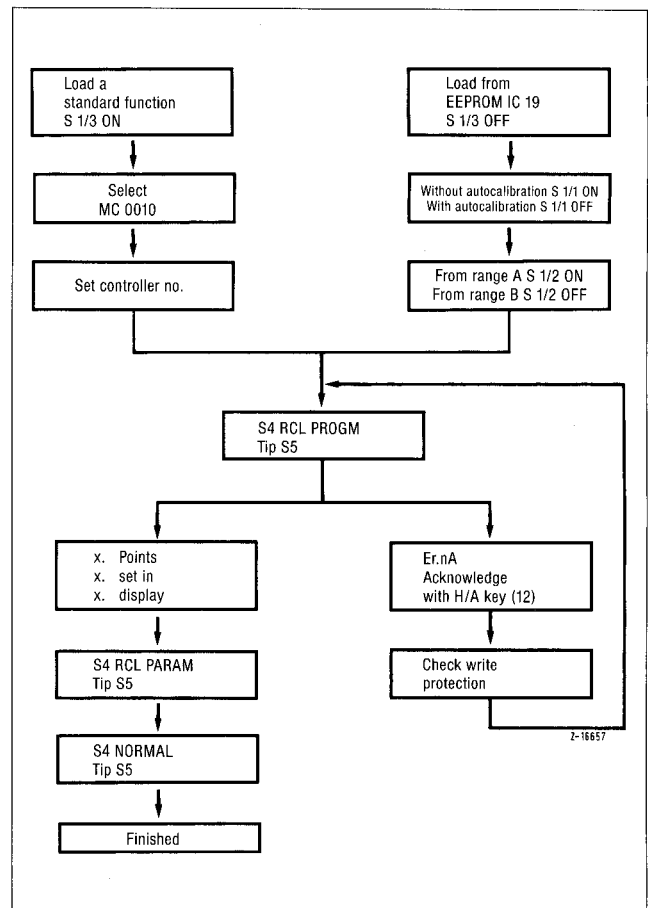 Load a
standard function
S 1/3 ON
Load from
EEPROM IC 19
S 1/3 OFF
Select
MC 0010
Without autocalibration S 1/1 ON
With autocalibration S 1/1 OFF
Set controller no.
From range A S 1/2 ON
From range B S 1/2 OFF
S4 RCL PROGM
Tip S5
x. Points
x. set in
x. display
Er.nA
Acknowledge
with H/A key (12)
S4 RCL PARAM
Tip S5
Check write
protection
Z-16657
S4 NORMAL
Tip S5
Finished